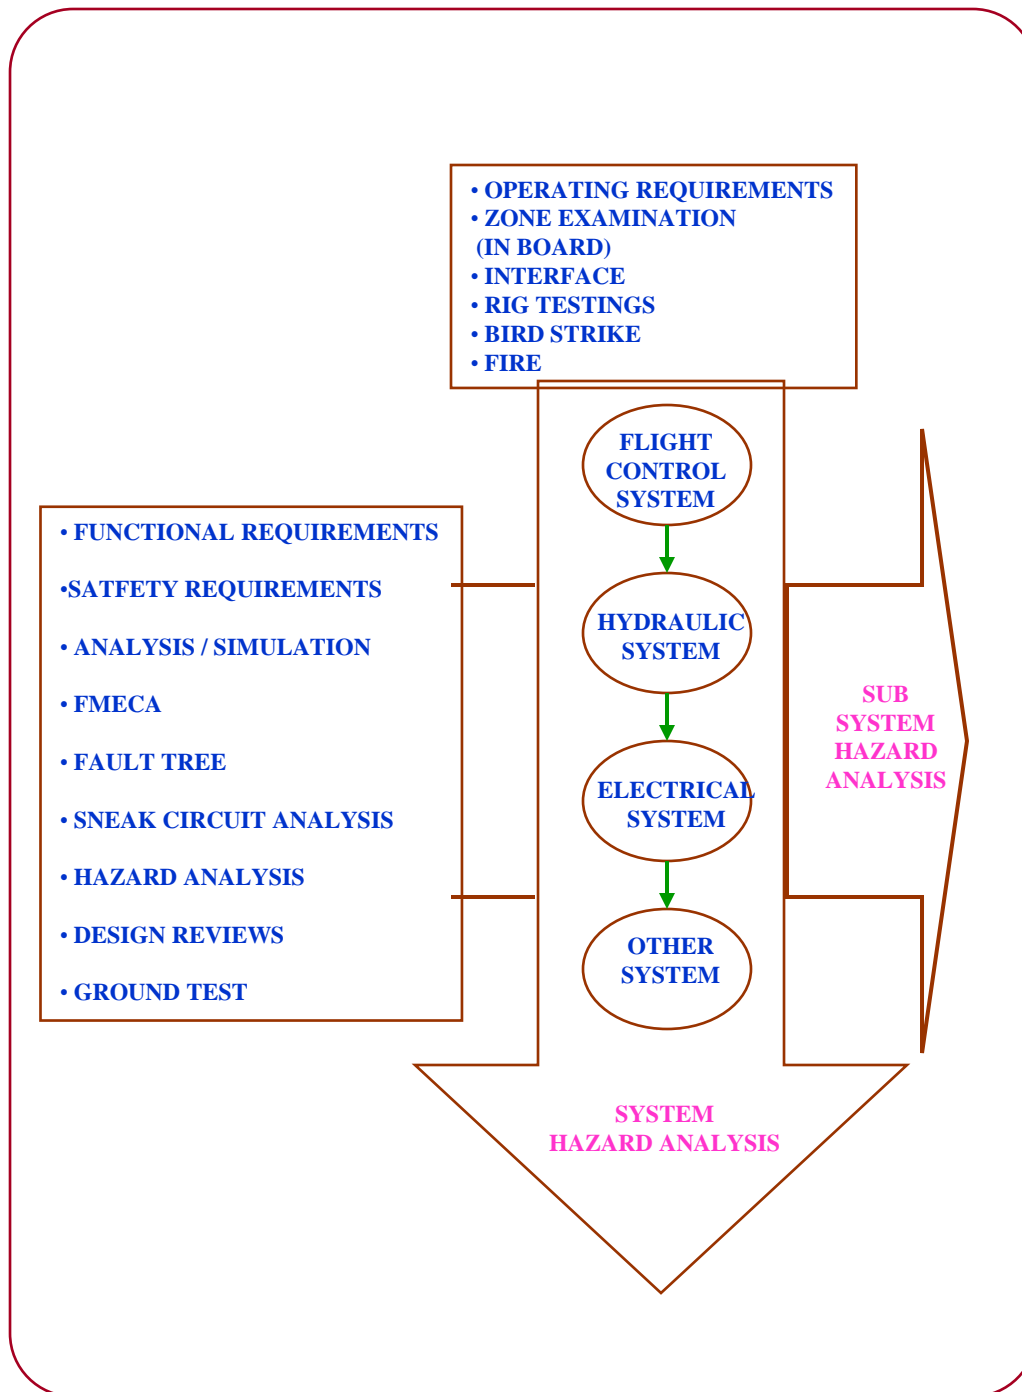 • OPERATING REQUIREMENTS
• ZONE EXAMINATION
(IN BOARD)
• INTERFACE
• RIG TESTINGS
• BIRD STRIKE
• FIRE
FLIGHT
CONTROL
SYSTEM
• FUNCTIONAL REQUIREMENTS
•SATFETY REQUIREMENTS
• ANALYSIS / SIMULATION
• FMECA
• FAULT TREE
• SNEAK CIRCUIT ANALYSIS
• HAZARD ANALYSIS
• DESIGN REVIEWS
• GROUND TEST
HYDRAULIC
SYSTEM
ELECTRICAL
SYSTEM
OTHER
SYSTEM
SUB
SYSTEM
HAZARD
ANALYSIS
SYSTEM
HAZARD ANALYSIS